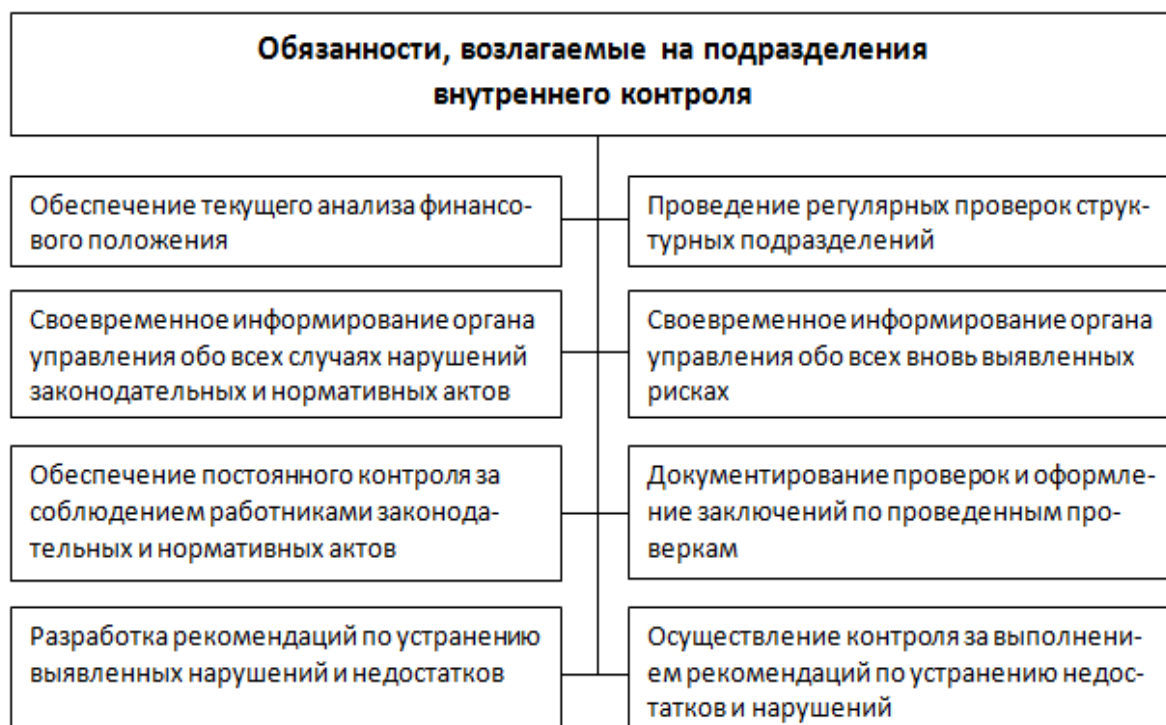 Обязанности, возлагаемые на подразделения
внутреннего контроля
Обеспечение текущего анализа финансо-
вого положения
Проведение регулярных проверок струк-
турных подразделений
Своевременное информирование органа
управления обо всех случаях нарушений
законодательных и нормативных актов
Своевременное информирование органа
управления обо всех вновь выявленных
рисках
Обеспечение постоянного контроля за
соблюдением работниками законода-
тельных и нормативных актов
Документирование проверок и оформле-
ние заключений по проведенным про-
веркам
Разработка рекомендаций по устранению
выявленных нарушений и недостатков
Осуществление контроля за выполнени-
ем рекомендаций по устранению недос-
татков и нарушений